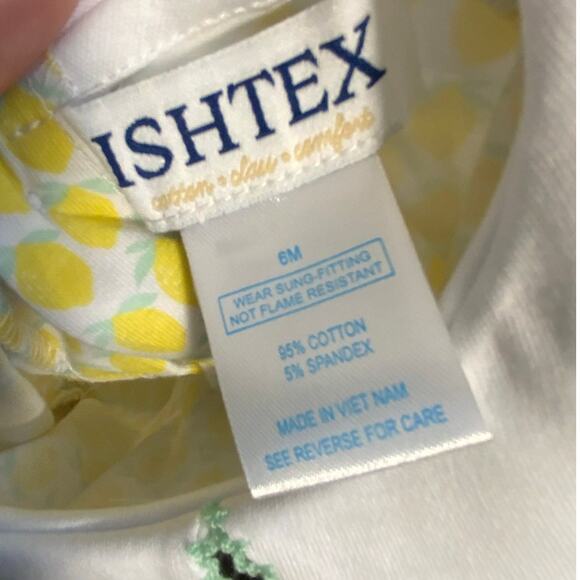 ISHTEX
cotton • clay • comfort
6M
WEAR SUNG-FITTING
NOT FLAME RESISTANT
95% COTTON
5% SPANDEX
MADE IN VIET NAM
SEE REVERSE FOR CARE